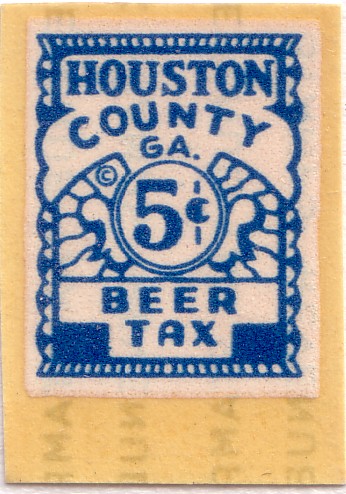 HOUSTON
COUNTY
GA.
©
5¢
BEER
TAX